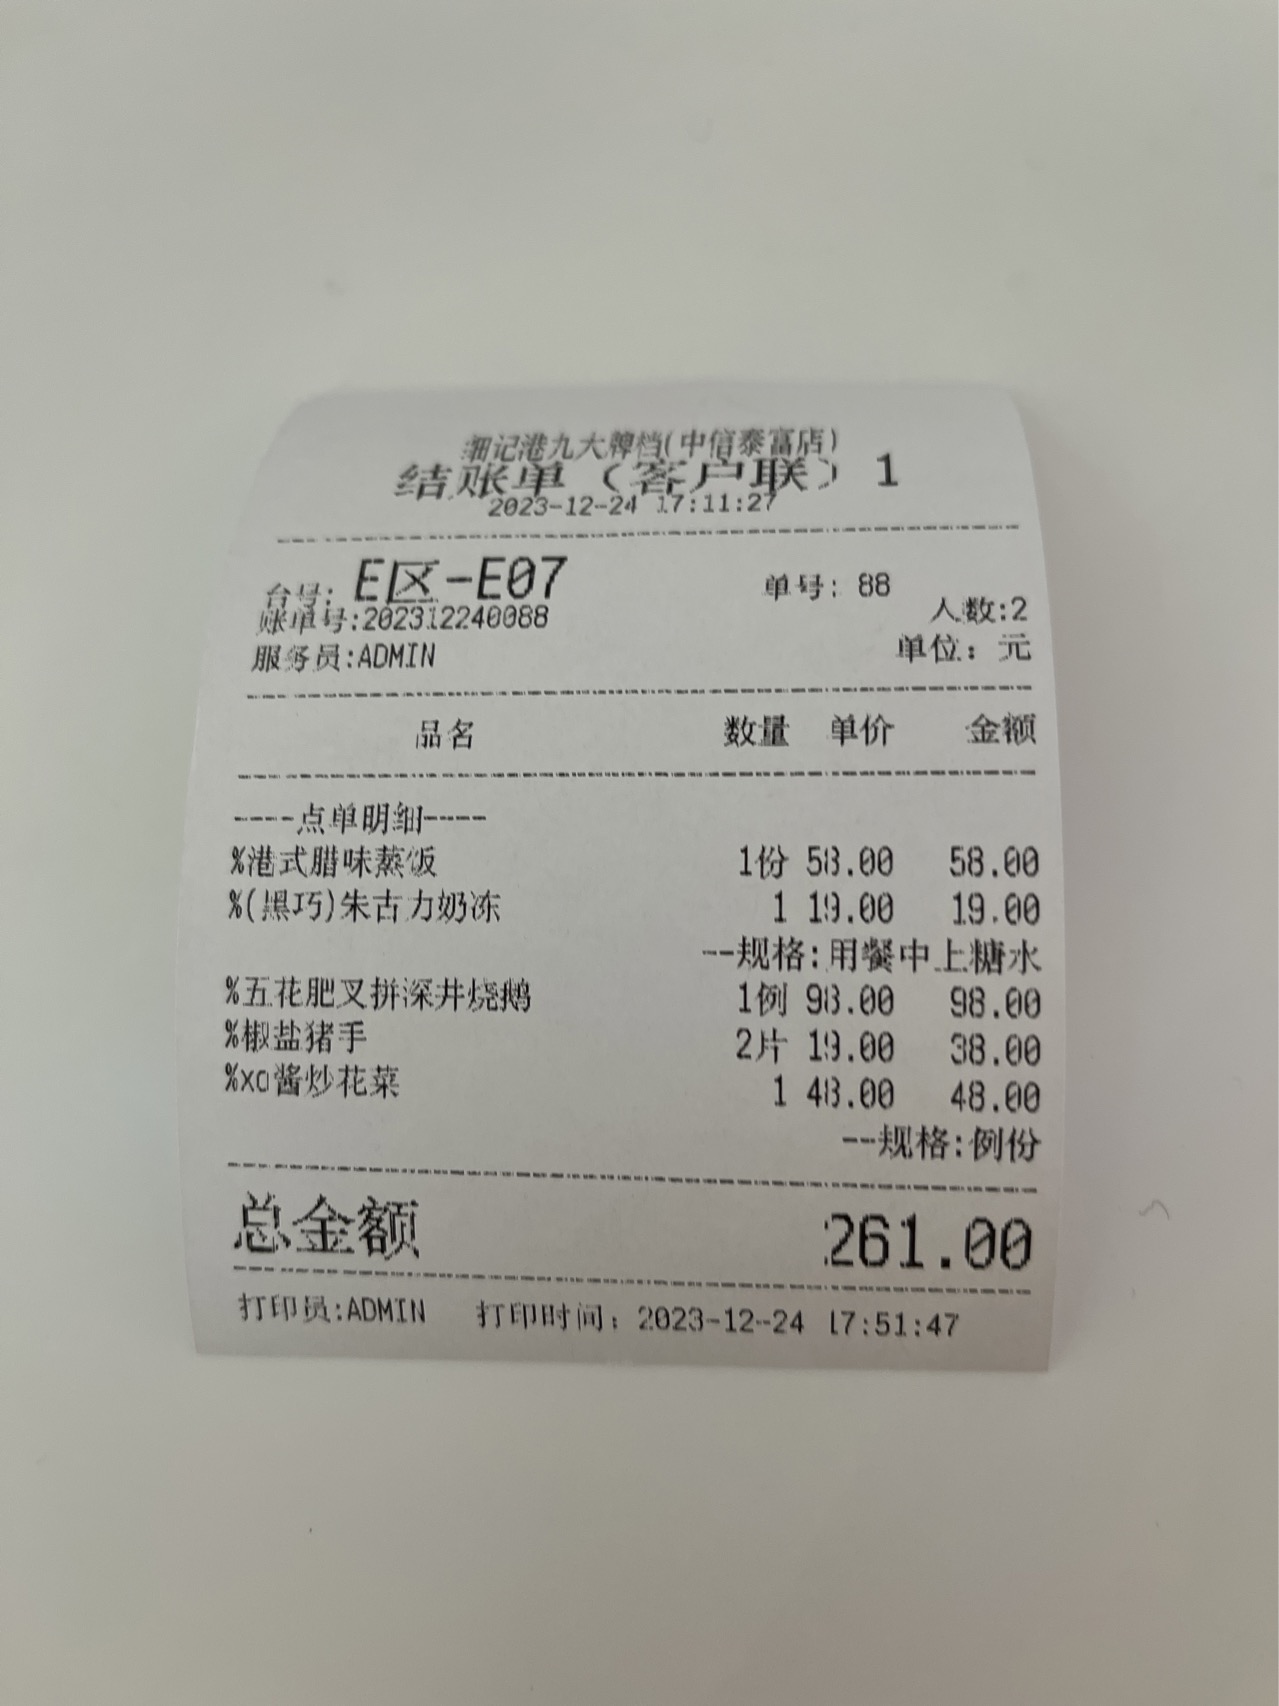 细记港九大牌档(中信泰富店)
结账单（客户联）1
2023-12-24 17:11:27
台号: E区-E07 单号: 88
账单号:202312240088 人数:2
服务员:ADMIN 单位: 元
品名 数量 单价 金额
----点单明细----
%港式腊味蒸饭 1份 58.00 58.00
%(黑巧)朱古力奶冻 1 19.00 19.00
--规格:用餐中上糖水
%五花肥叉拼深井烧鹅 1例 98.00 98.00
%椒盐猪手 2片 19.00 38.00
%xo酱炒花菜 1 48.00 48.00
--规格:例份
总金额 261.00
打印员:ADMIN 打印时间: 2023-12-24 17:51:47